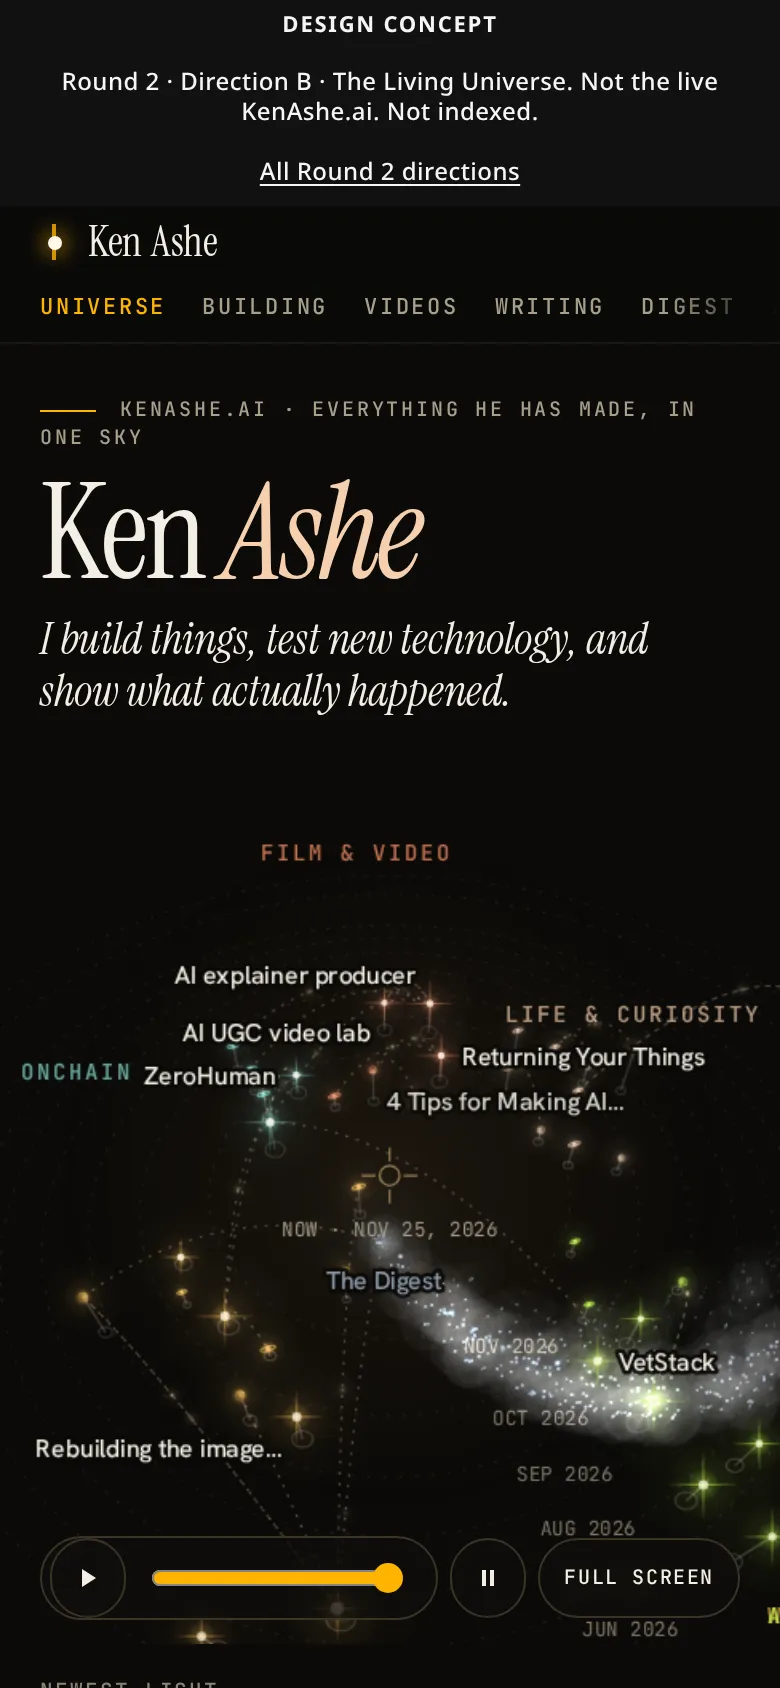 DESIGN CONCEPT
Round 2 · Direction B · The Living Universe. Not the live
KenAshe.ai. Not indexed.
All Round 2 directions
Ken Ashe
UNIVERSE BUILDING VIDEOS WRITING DIGEST
KENASHE.AI · EVERYTHING HE HAS MADE, IN
ONE SKY
Ken Ashe
I build things, test new technology, and
show what actually happened.
FILM & VIDEO
AI explainer producer
LIFE & CURIOSITY
AI UGC video lab
Returning Your Things
ONCHAIN
ZeroHuman
4 Tips for Making AI...
NOW · NOV 25, 2026
The Digest
NOV 2026
VetStack
OCT 2026
Rebuilding the image...
SEP 2026
AUG 2026
FULL SCREEN
JUN 2026
NEWEST LIGHT